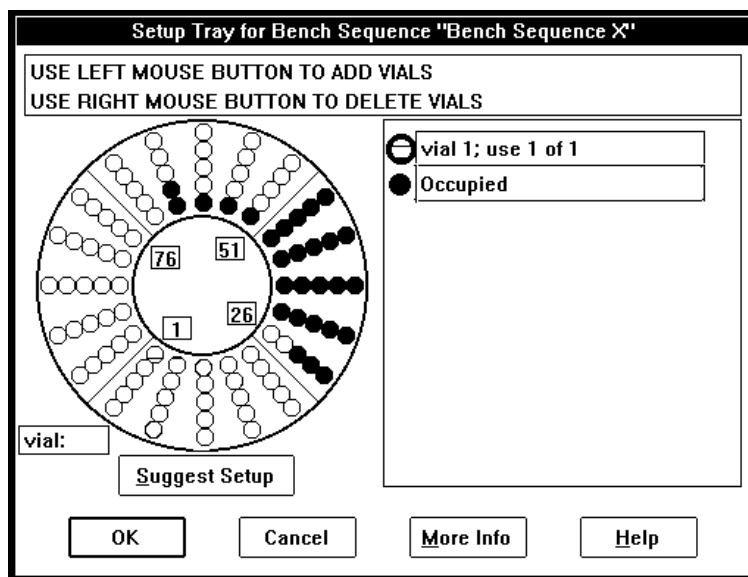 Setup Tray for Bench Sequence "Bench Sequence X"
USE LEFT MOUSE BUTTON TO ADD VIALS
USE RIGHT MOUSE BUTTON TO DELETE VIALS
vial 1; use 1 of 1
Occupied
76
51
1
26
vial:
Suggest Setup
OK
Cancel
More Info
Help